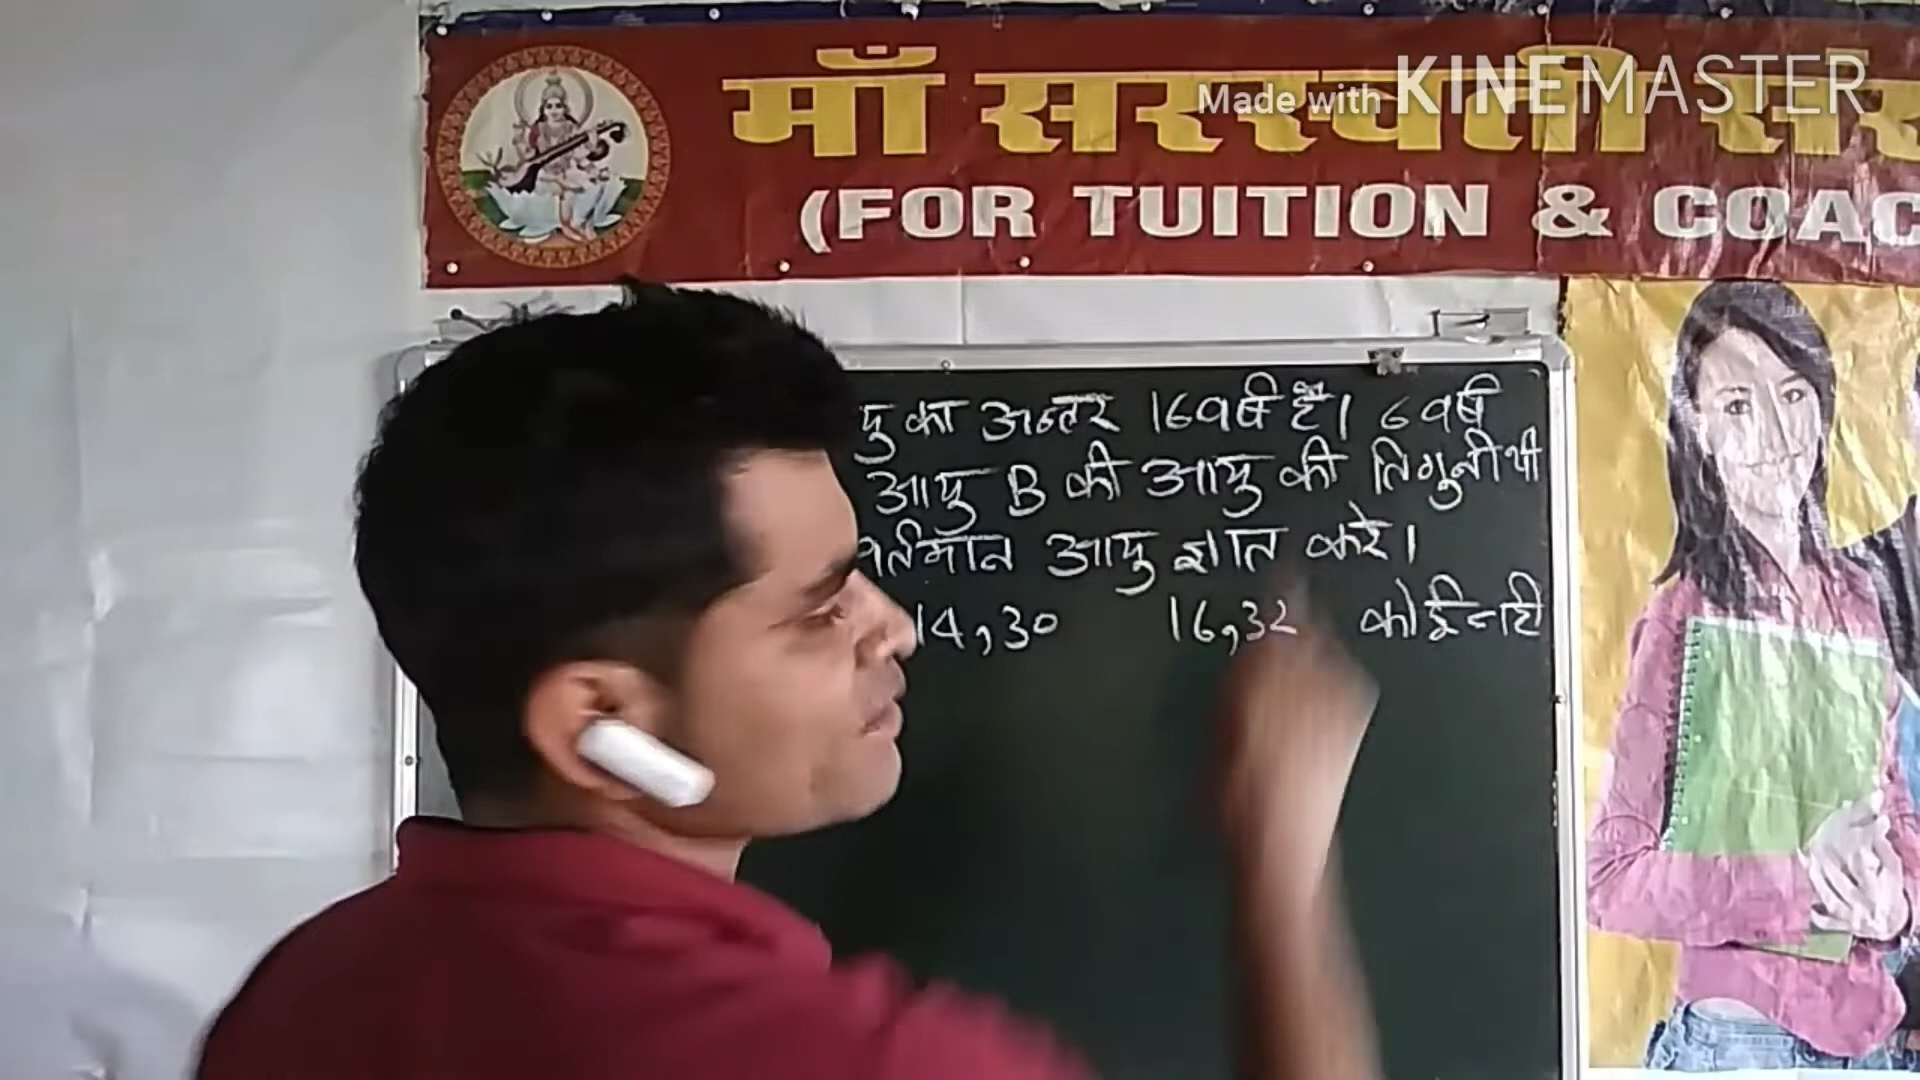 माँ सरस्वती
Made with KINEMASTER
(FOR TUITION & COAC
का अन्तर 16 वर्ष है। 6 वर्ष
आयु B की आयु की तिगुनी थी
वर्तमान आयु ज्ञात करे।
14,30 16,32 कोई नही